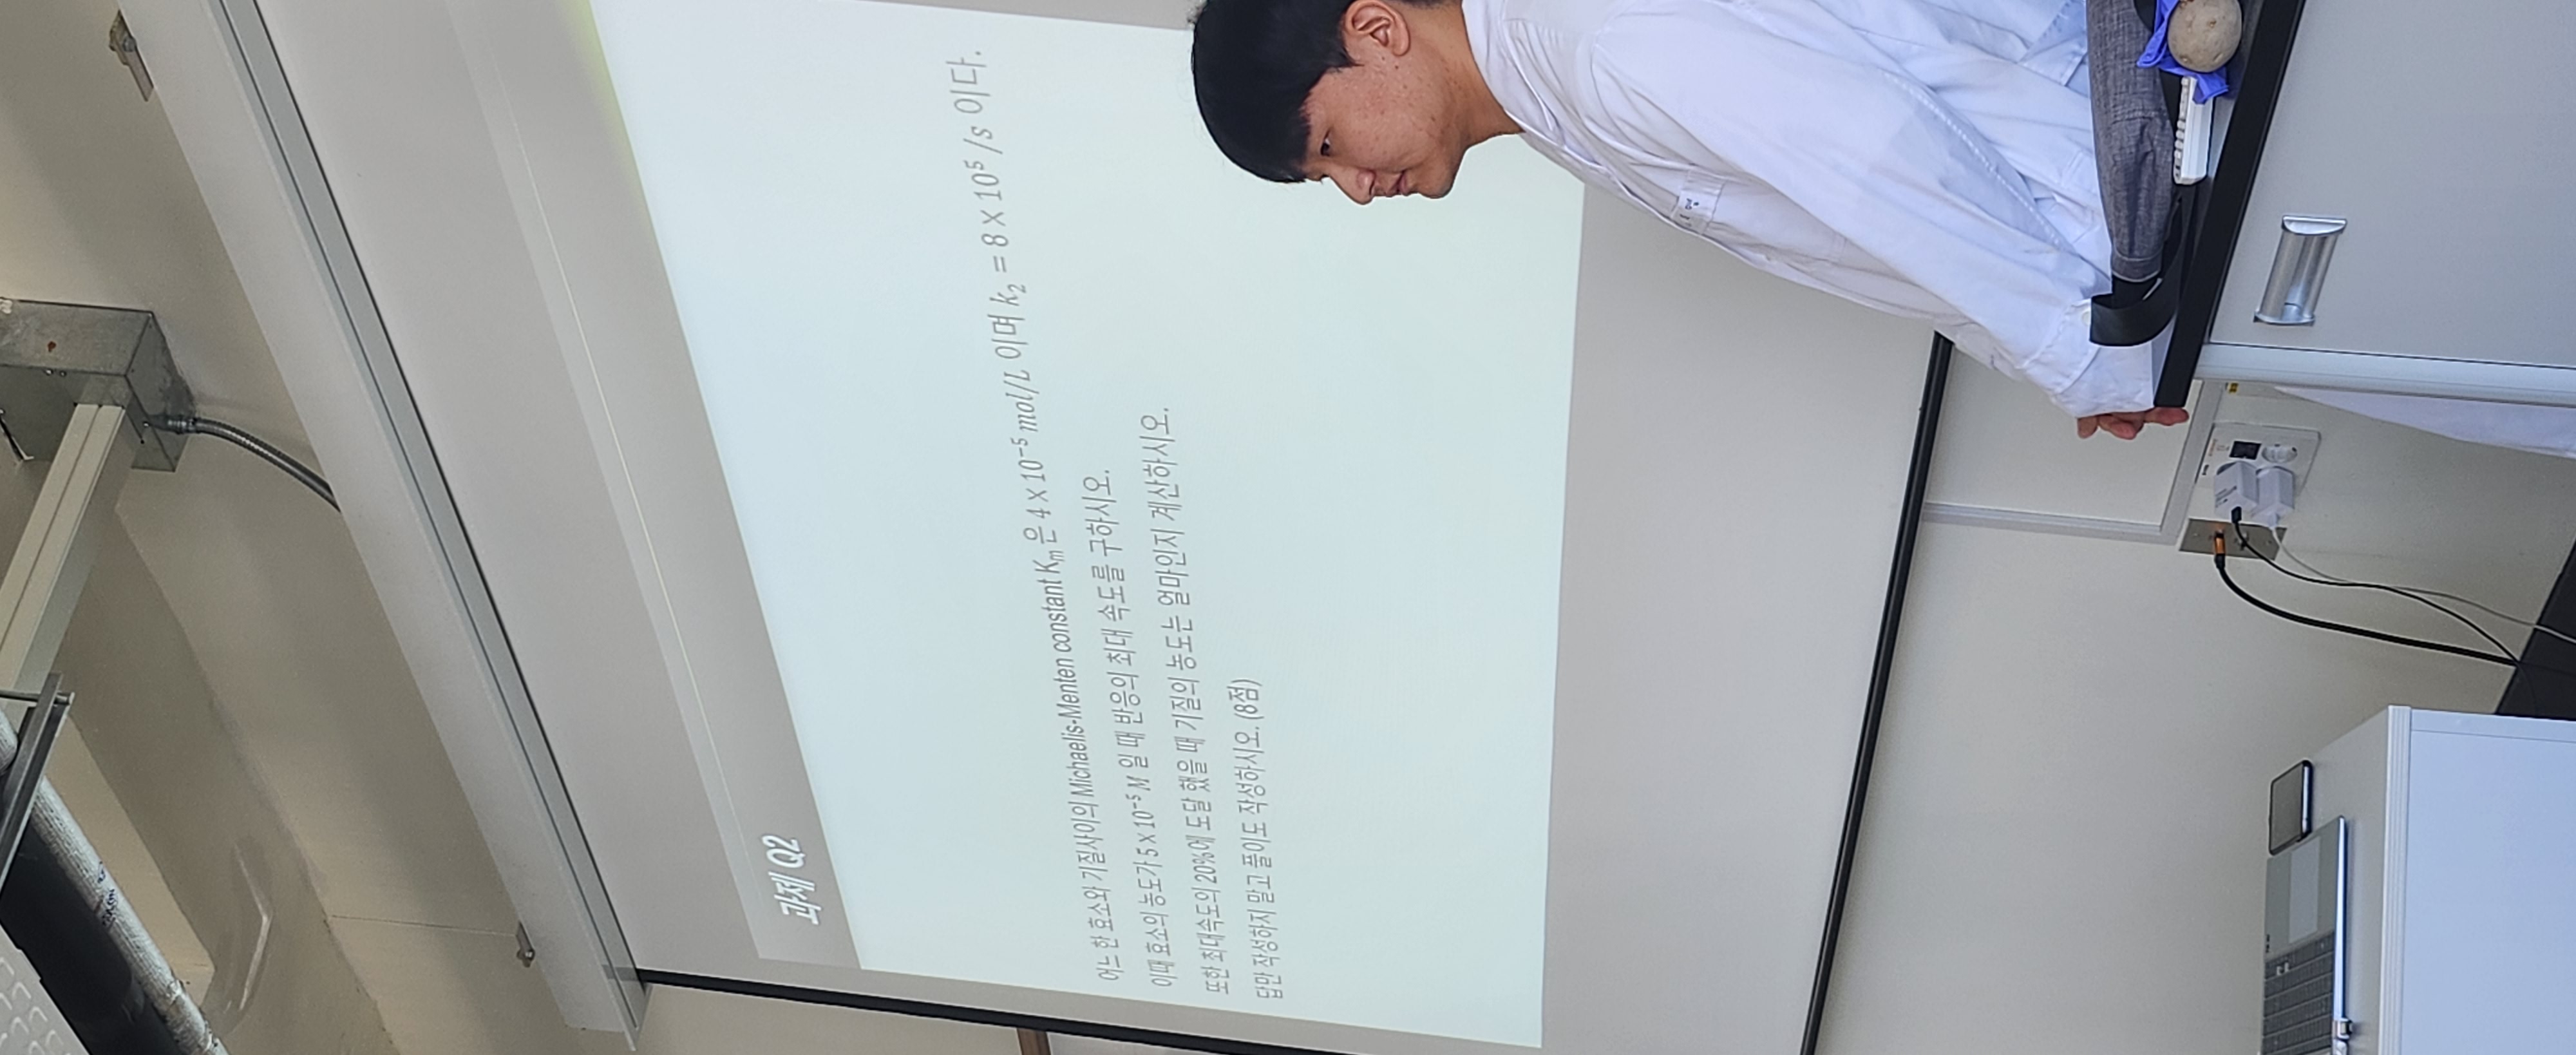 과제 Q2
어느 한 효소와 기질사이의 Michaelis-Menten constant Kₘ 은 4 × 10⁻⁵ mol/L 이며 k₂ = 8 × 10⁵ /s 이다.
이때 효소의 농도가 5 × 10⁻⁵ M 일 때 반응의 최대 속도를 구하시오.
또한 최대속도의 20%에 도달 했을 때 기질의 농도는 얼마인지 계산하시오.
답만 작성하지 말고 풀이도 작성하시오. (8점)